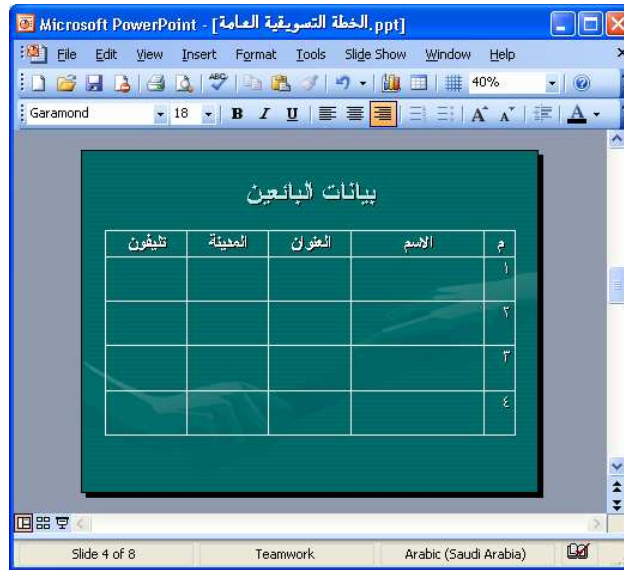 Microsoft PowerPoint - [الخطة التسويقية العامة.ppt]
File Edit View Insert Format Tools Slide Show Window Help
40%
Garamond 18 B I U A A A
بيانات البائعين
م الاسم العنوان المدينة تليفون
١
٢
٣
٤
Slide 4 of 8 Teamwork Arabic (Saudi Arabia)